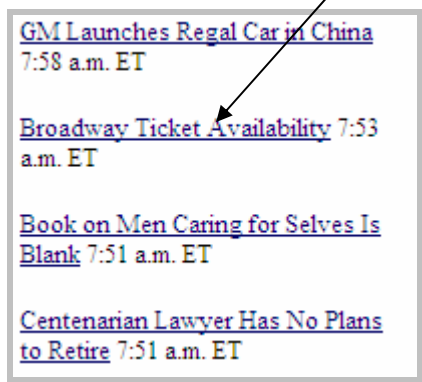 GM Launches Regal Car in China
7:58 a.m. ET
Broadway Ticket Availability 7:53
a.m. ET
Book on Men Caring for Selves Is
Blank 7:51 a.m. ET
Centenarian Lawyer Has No Plans
to Retire 7:51 a.m. ET